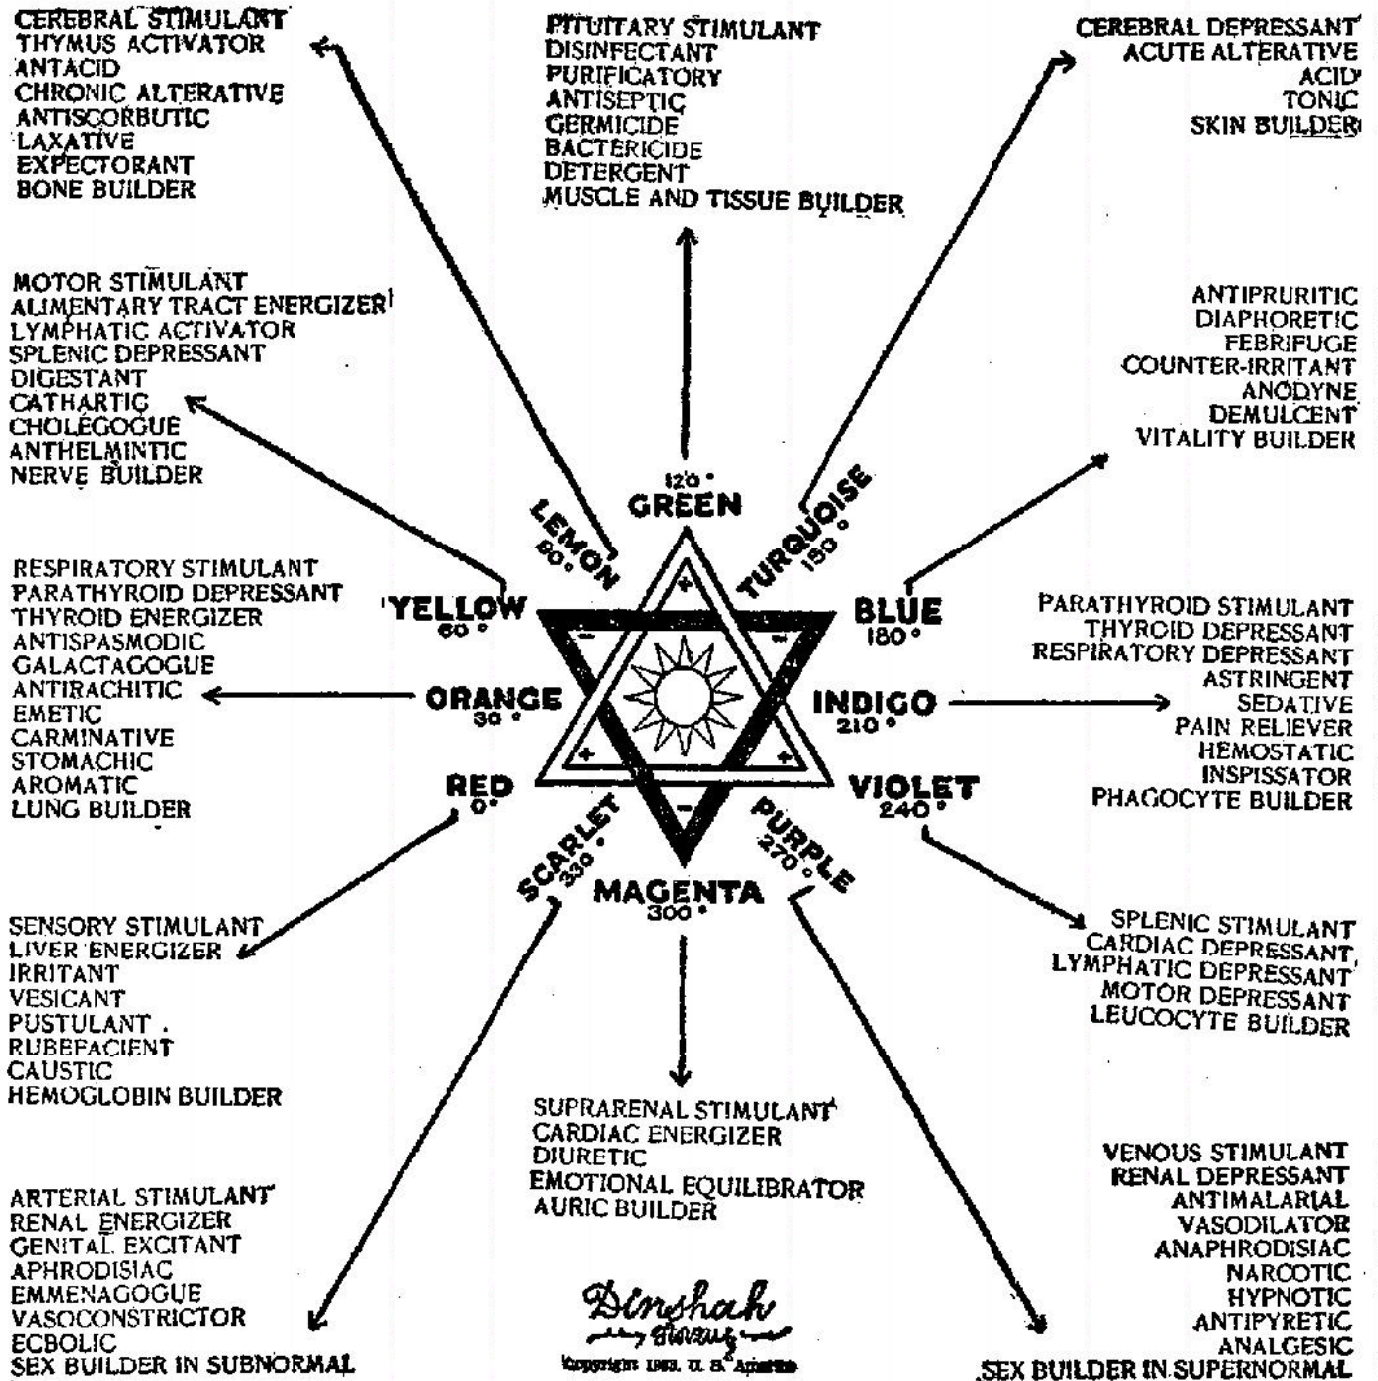 CEREBRAL STIMULANT
THYMUS ACTIVATOR
ANTACID
CHRONIC ALTERATIVE
ANTISCORBUTIC
LAXATIVE
EXPECTORANT
BONE BUILDER
PITUITARY STIMULANT
DISINFECTANT
PURIFICATORY
ANTISEPTIC
GERMICIDE
BACTERICIDE
DETERGENT
MUSCLE AND TISSUE BUILDER
CEREBRAL DEPRESSANT
ACUTE ALTERATIVE
ACID
TONIC
SKIN BUILDER
MOTOR STIMULANT
ALIMENTARY TRACT ENERGIZER
LYMPHATIC ACTIVATOR
SPLENIC DEPRESSANT
DIGESTANT
CATHARTIC
CHOLEGOGUE
ANTHELMINTIC
NERVE BUILDER
ANTIPRURITIC
DIAPHORETIC
FEBRIFUGE
COUNTER-IRRITANT
ANODYNE
DEMULCENT
VITALITY BUILDER
120°
GREEN
LEMON
90°
TURQUOISE
150°
YELLOW
60°
BLUE
180°
ORANGE
30°
INDIGO
210°
RED
0°
VIOLET
240°
SCARLET
330°
PURPLE
270°
MAGENTA
300°
+
-
-
+
+
-
RESPIRATORY STIMULANT
PARATHYROID DEPRESSANT
THYROID ENERGIZER
ANTISPASMODIC
GALACTAGOGUE
ANTIRACHITIC
EMETIC
CARMINATIVE
STOMACHIC
AROMATIC
LUNG BUILDER
PARATHYROID STIMULANT
THYROID DEPRESSANT
RESPIRATORY DEPRESSANT
ASTRINGENT
SEDATIVE
PAIN RELIEVER
HEMOSTATIC
INSPISSATOR
PHAGOCYTE BUILDER
SENSORY STIMULANT
LIVER ENERGIZER
IRRITANT
VESICANT
PUSTULANT
RUBEFACIENT
CAUSTIC
HEMOGLOBIN BUILDER
SPLENIC STIMULANT
CARDIAC DEPRESSANT
LYMPHATIC DEPRESSANT
MOTOR DEPRESSANT
LEUCOCYTE BUILDER
ARTERIAL STIMULANT
RENAL ENERGIZER
GENITAL EXCITANT
APHRODISIAC
EMMENAGOGUE
VASOCONSTRICTOR
ECBOLIC
SEX BUILDER IN SUBNORMAL
SUPRARENAL STIMULANT
CARDIAC ENERGIZER
DIURETIC
EMOTIONAL EQUILIBRATOR
AURIC BUILDER
VENOUS STIMULANT
RENAL DEPRESSANT
ANTIMALARIAL
VASODILATOR
ANAPHRODISIAC
NARCOTIC
HYPNOTIC
ANTIPYRETIC
ANALGESIC
SEX BUILDER IN SUPERNORMAL
Dinshah
Copyright U. S.